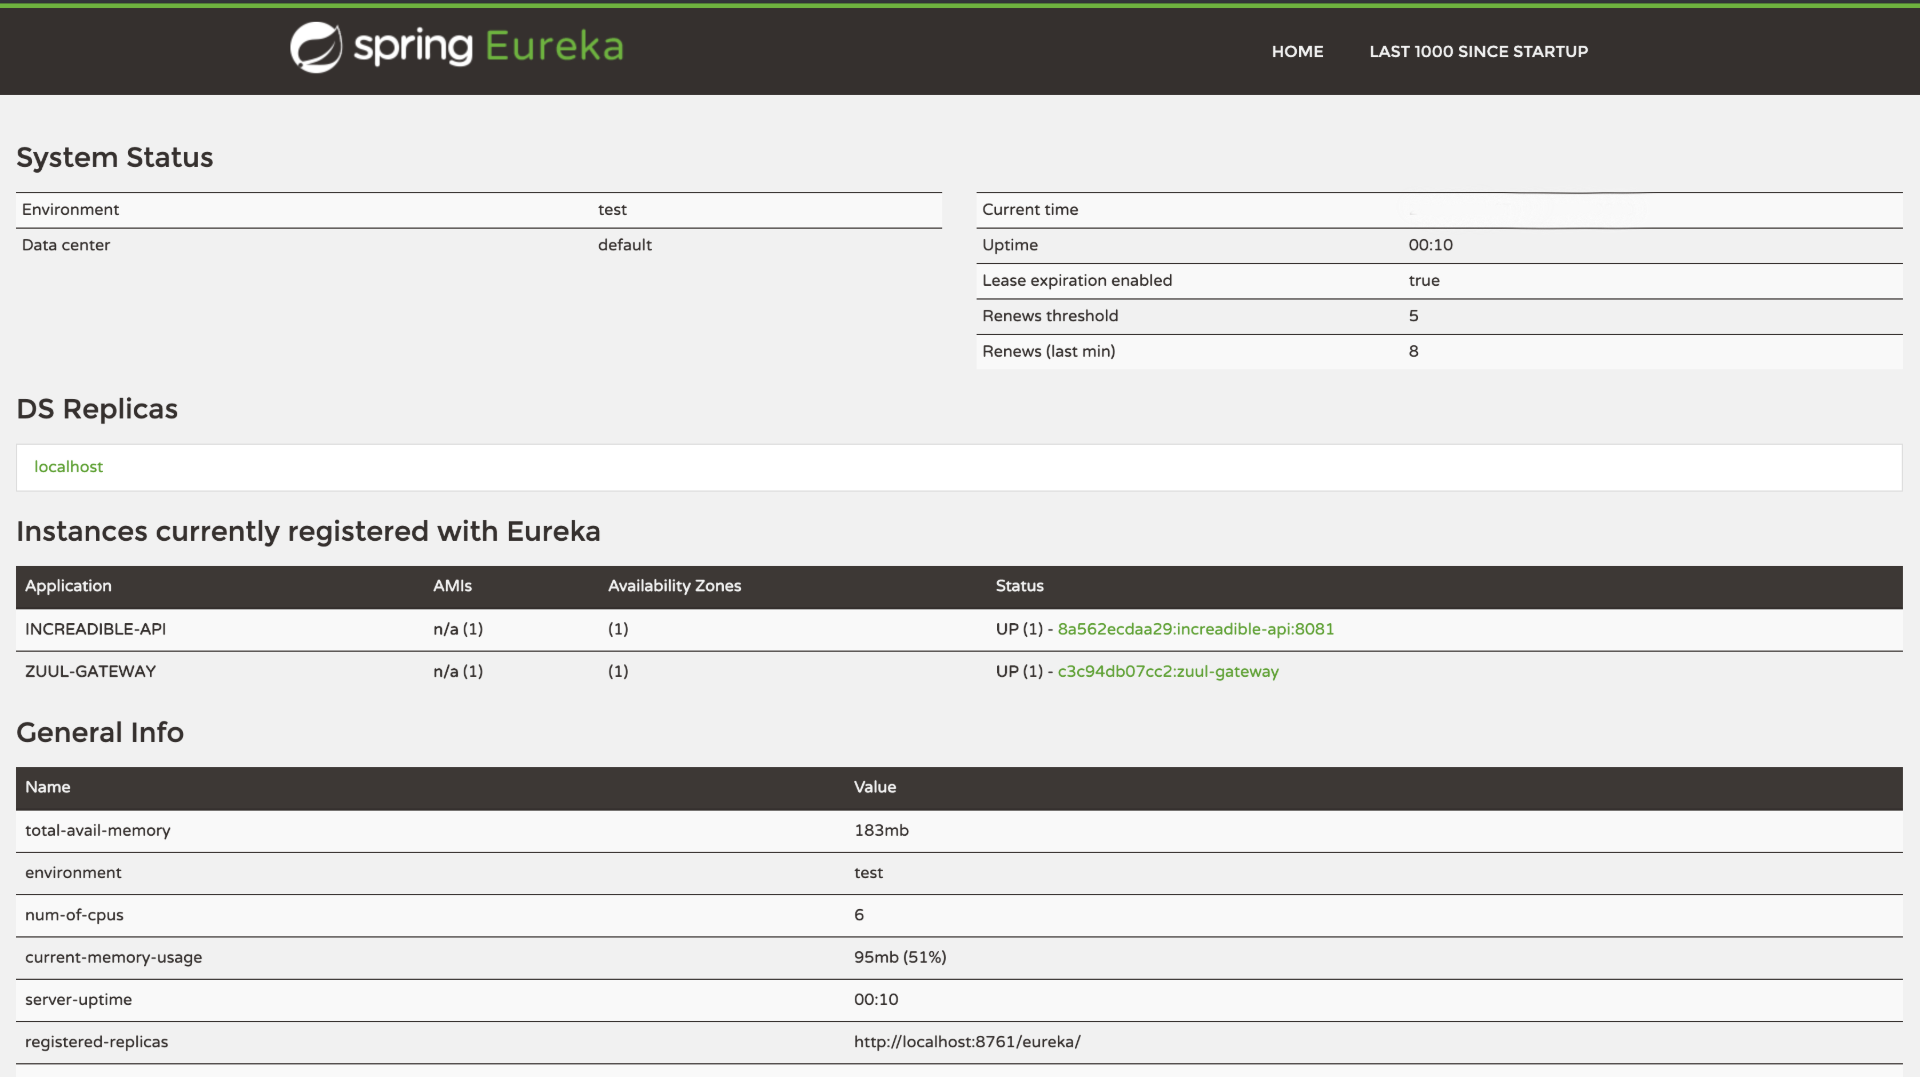 spring Eureka
HOME LAST 1000 SINCE STARTUP
System Status
Environment test
Data center default
Current time
Uptime 00:10
Lease expiration enabled true
Renews threshold 5
Renews (last min) 8
DS Replicas
localhost
Instances currently registered with Eureka
Application AMIs Availability Zones Status
INCREADIBLE-API n/a (1) (1) UP (1) - 8a562ecdaa29:increadible-api:8081
ZUUL-GATEWAY n/a (1) (1) UP (1) - c3c94db07cc2:zuul-gateway
General Info
Name Value
total-avail-memory 183mb
environment test
num-of-cpus 6
current-memory-usage 95mb (51%)
server-uptime 00:10
registered-replicas http://localhost:8761/eureka/